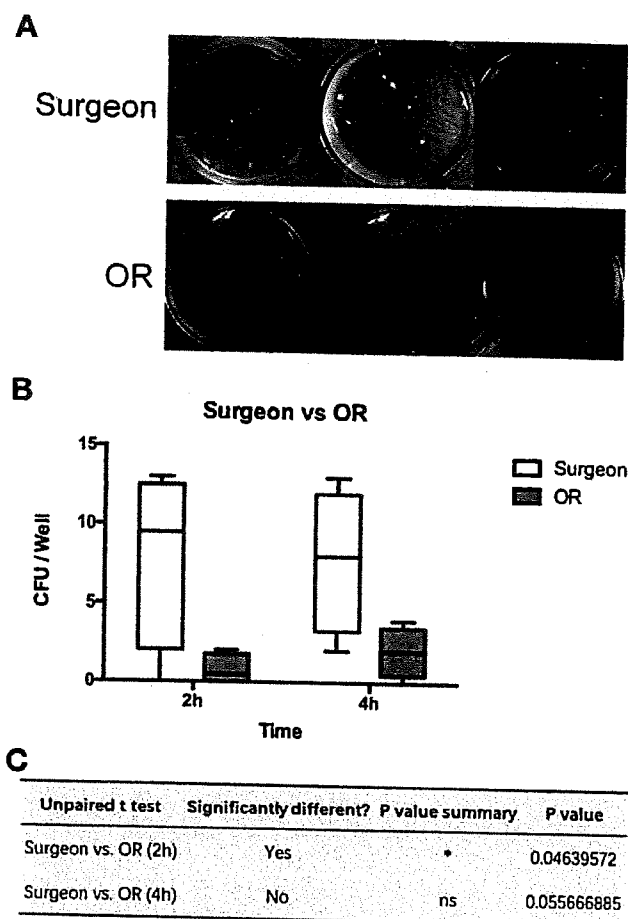 A
Surgeon
OR
B
Surgeon vs OR
15
10
5
0
CFU / Well
2h
4h
Time
Surgeon
OR
C
Unpaired t test Significantly different? P value summary P value
Surgeon vs. OR (2h) Yes * 0.04639572
Surgeon vs. OR (4h) No ns 0.055666885